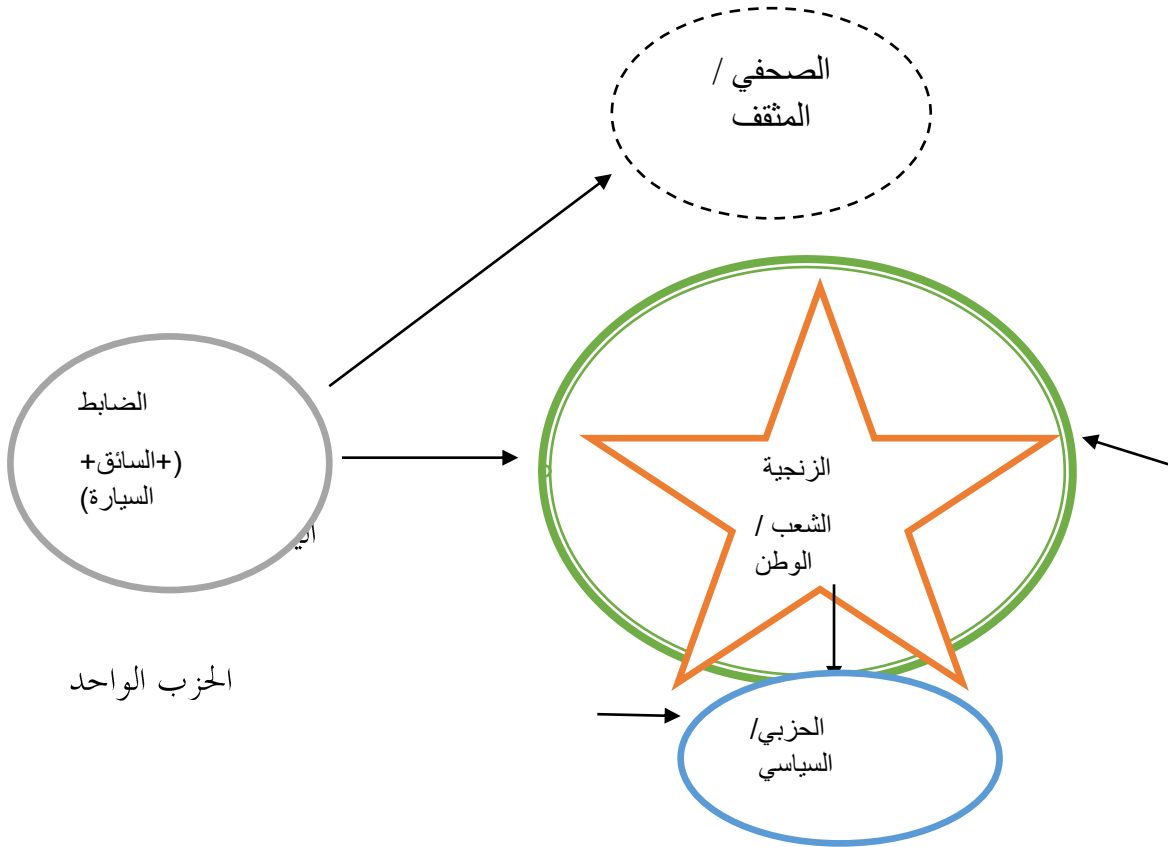 الصحفي /
المثقف
الضابط
(+السائق+
السيارة)
الزنجية
الشعب /
الوطن
الحزب الواحد
الحزبي/
السياسي